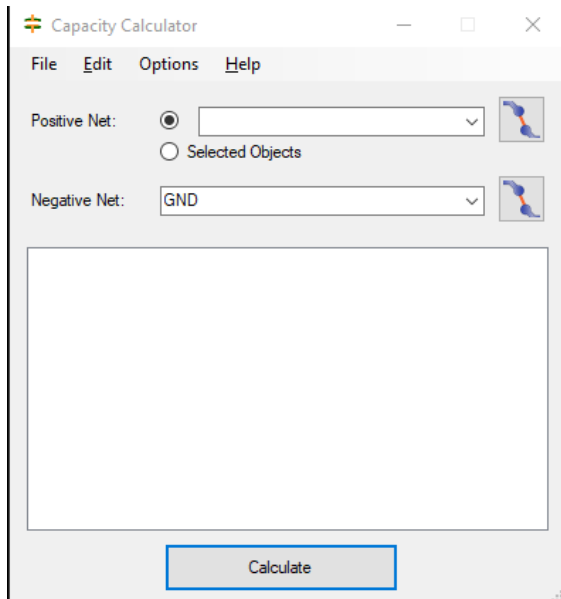 Capacity Calculator
File Edit Options Help
Positive Net:
Selected Objects
Negative Net: GND
Calculate